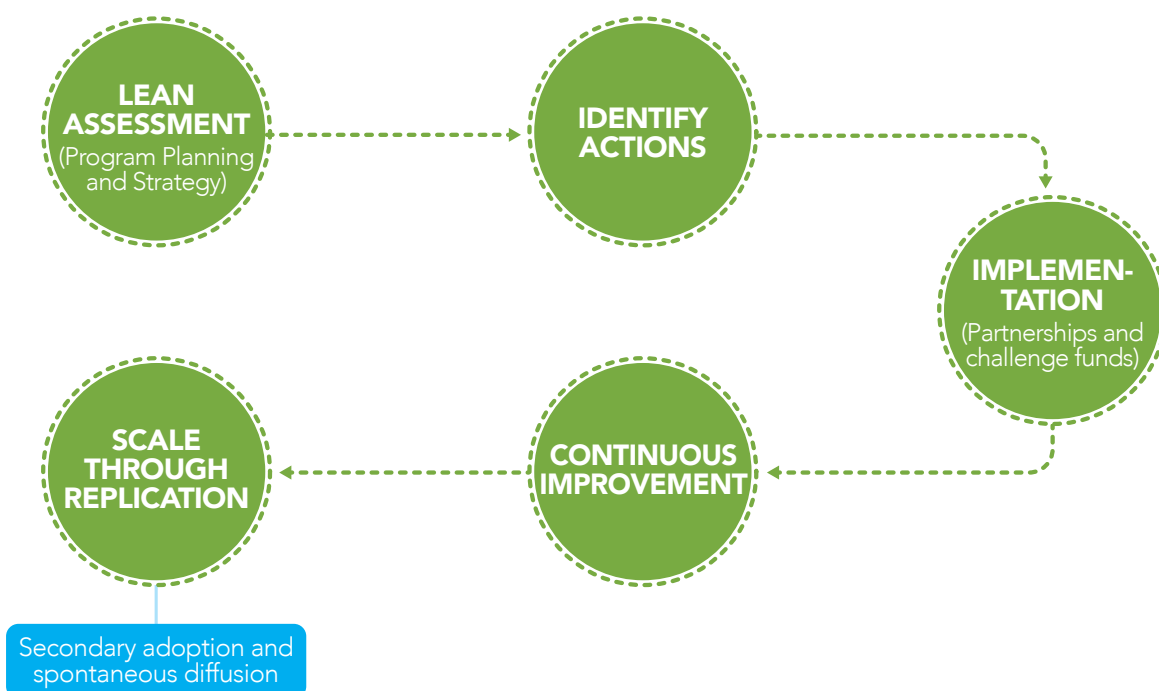 LEAN
ASSESSMENT
(Program Planning
and Strategy)
IDENTIFY
ACTIONS
IMPLEMEN-
TATION
(Partnerships and
challenge funds)
CONTINUOUS
IMPROVEMENT
SCALE
THROUGH
REPLICATION
Secondary adoption and
spontaneous diffusion